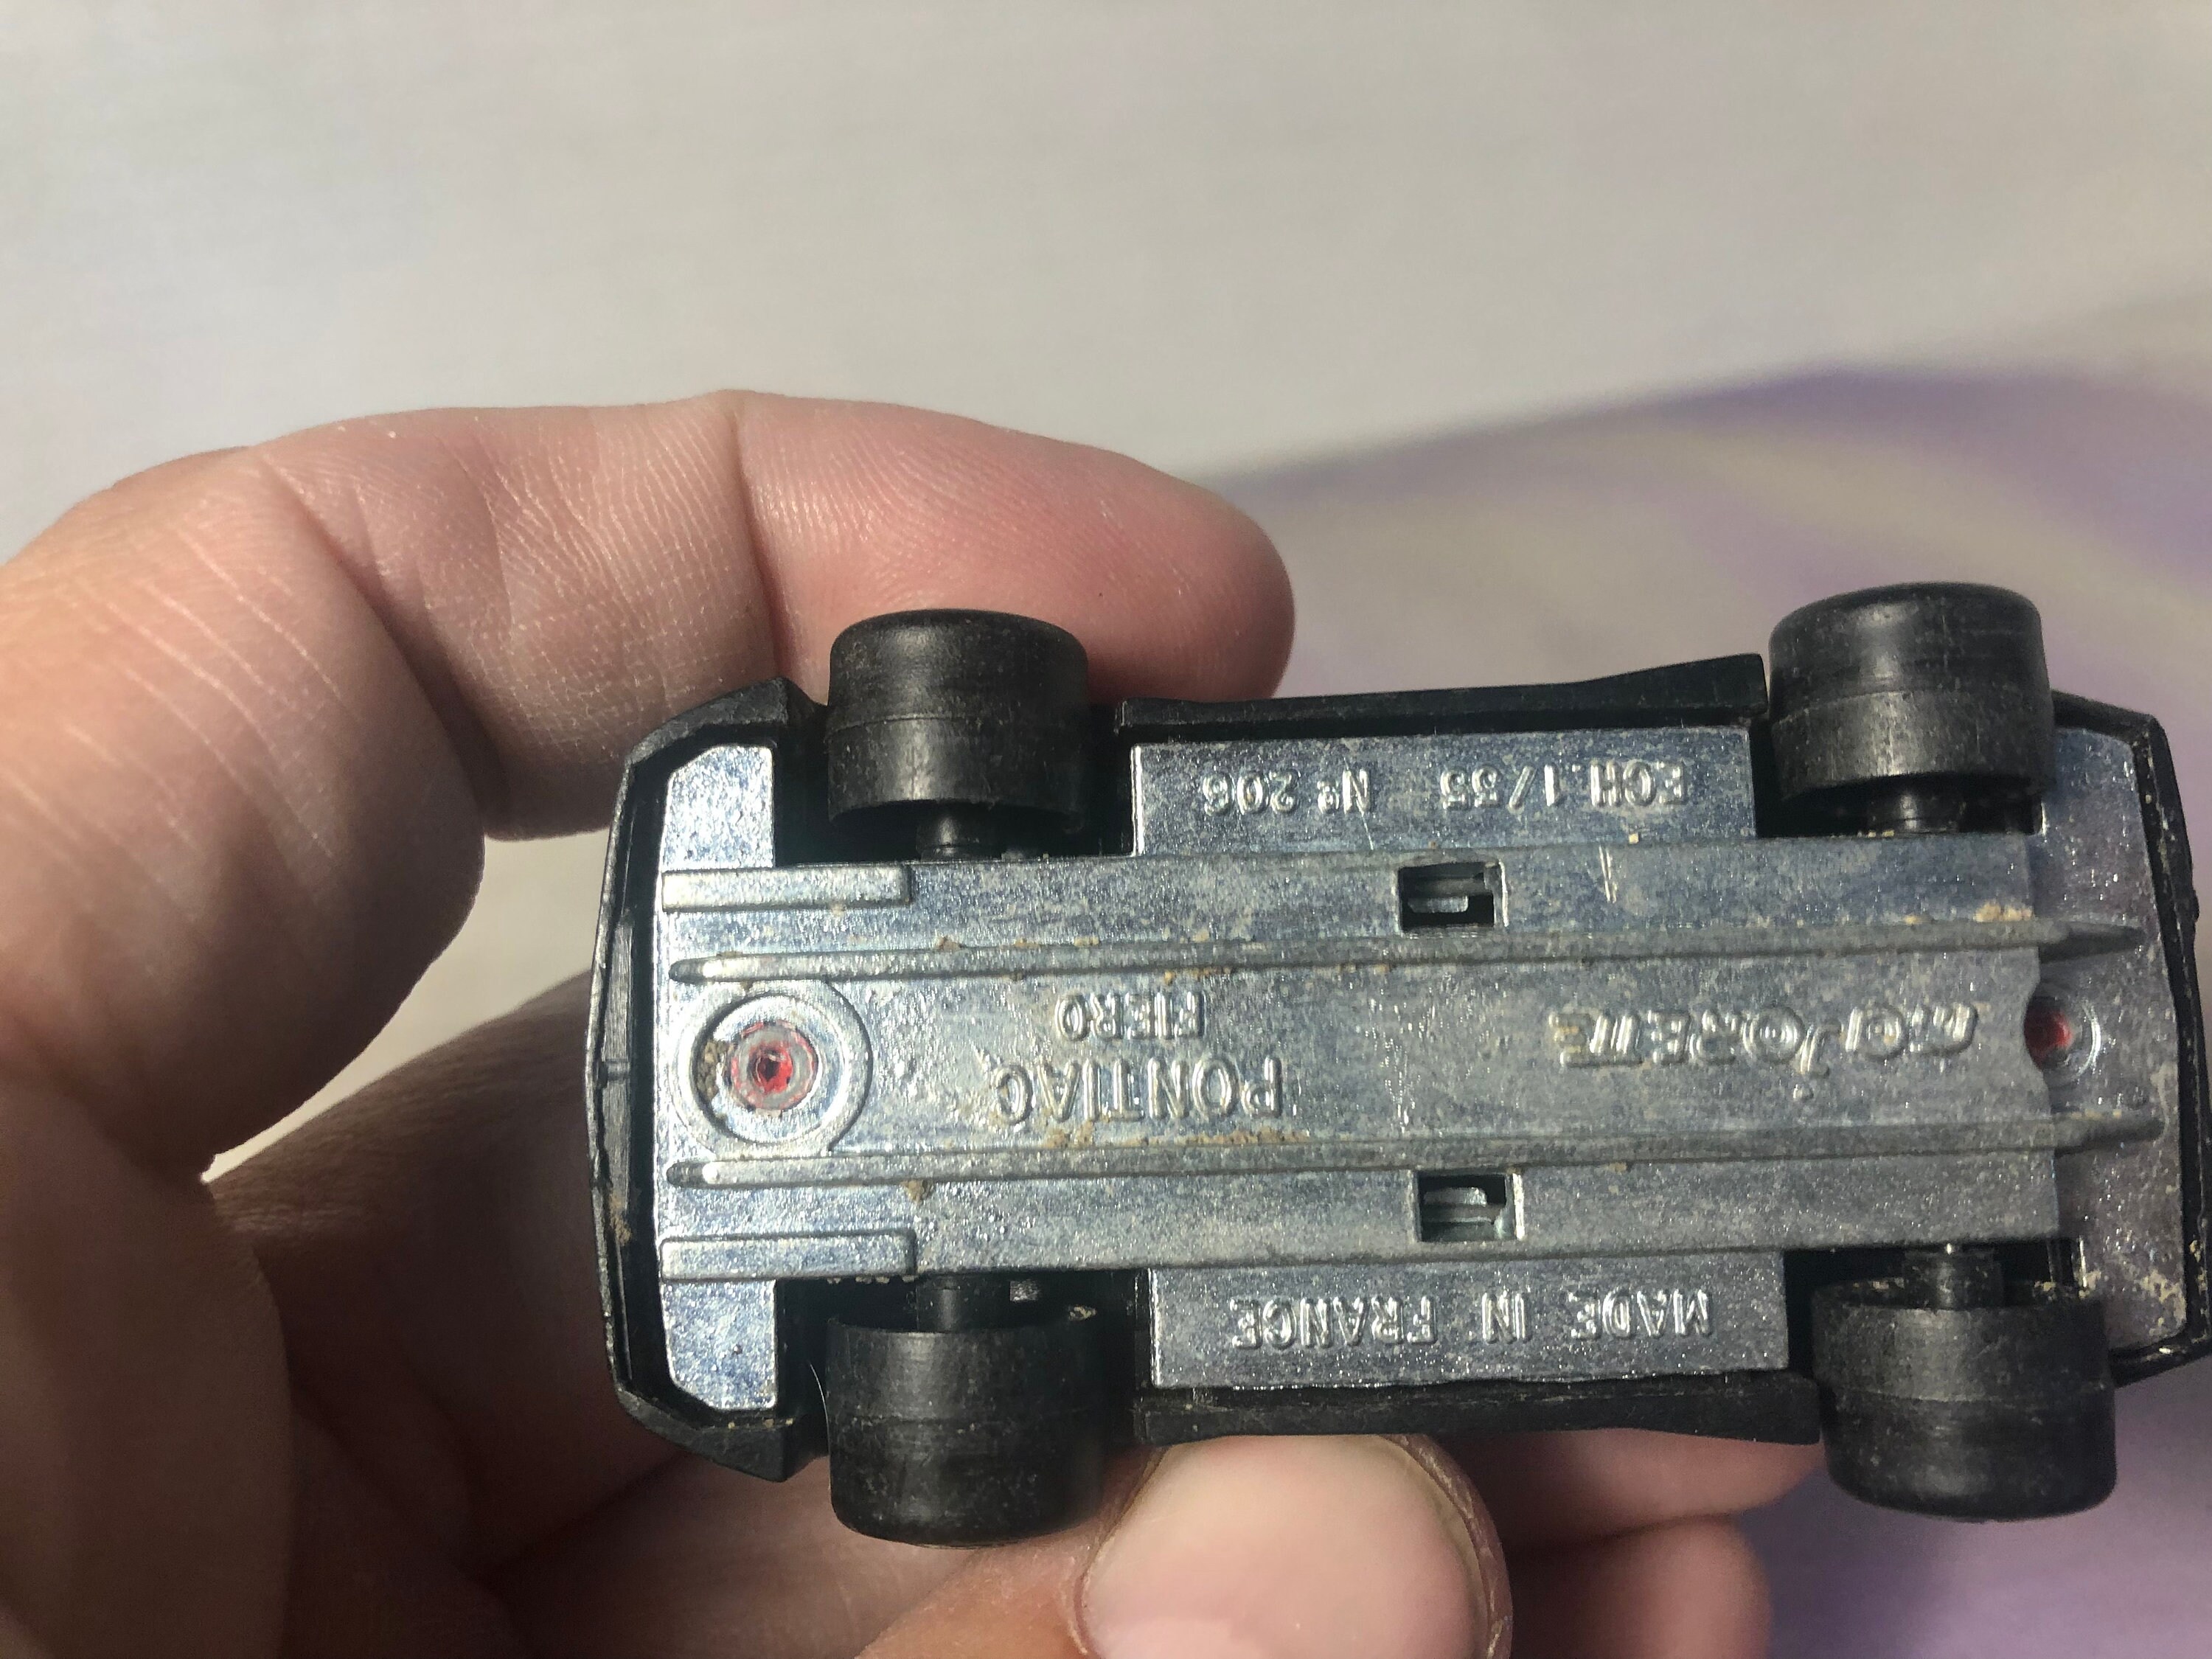 MADE IN FRANCE
MAJORETTE
PONTIAC
FIERO
ECH.1/55 Nº 206